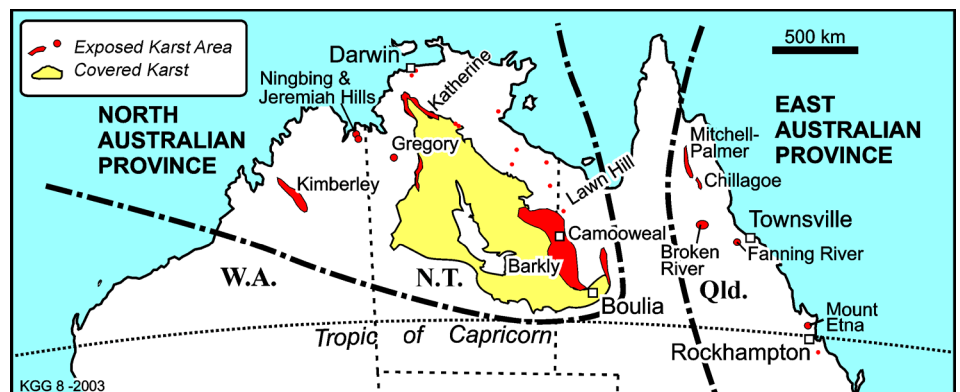 Exposed Karst Area
Covered Karst
500 km
Darwin
Ningbing &
Jeremiah Hills
Katherine
NORTH
AUSTRALIAN
PROVINCE
EAST
AUSTRALIAN
PROVINCE
Gregory
Mitchell-
Palmer
Kimberley
Lawn Hill
Chillagoe
Townsville
Camooweal
Broken
River
Fanning River
Barkly
W.A.
N.T.
Qld.
Boulia
Mount
Etna
Tropic of Capricorn
Rockhampton
KGG 8 -2003